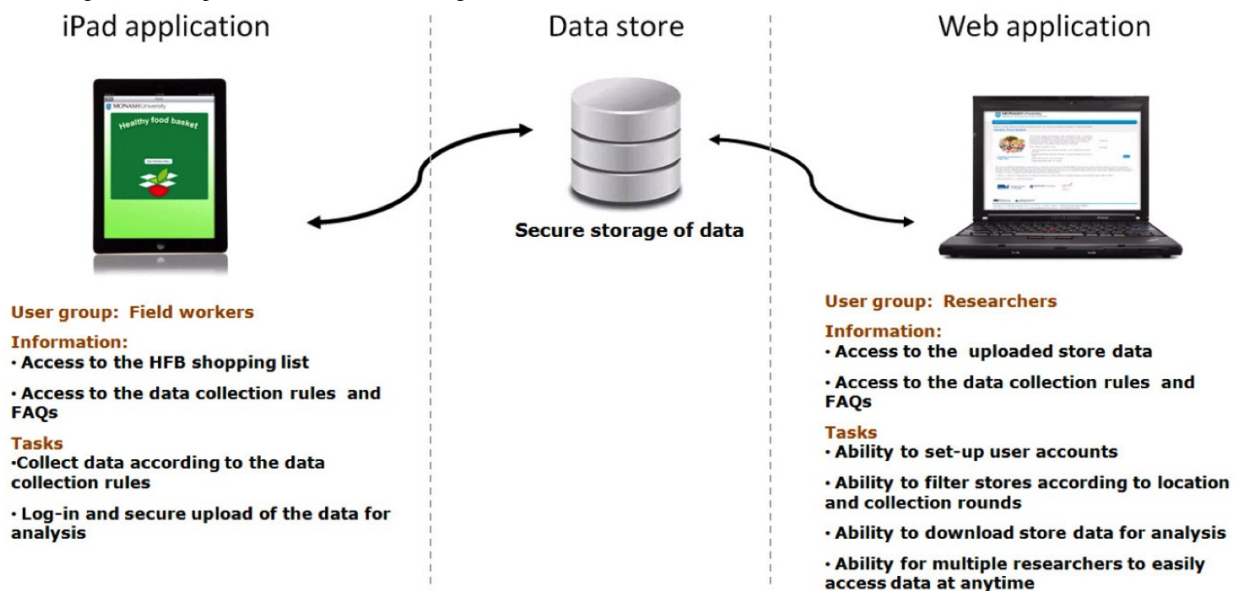 iPad application
Data store
Web application
MONASH University
Healthy food basket
MONASH University
Secure storage of data
User group: Field workers
Information:
• Access to the HFB shopping list
• Access to the data collection rules and
FAQs
Tasks
•Collect data according to the data
collection rules
• Log-in and secure upload of the data for
analysis
User group: Researchers
Information:
• Access to the uploaded store data
• Access to the data collection rules and
FAQs
Tasks
• Ability to set-up user accounts
• Ability to filter stores according to location
and collection rounds
• Ability to download store data for analysis
• Ability for multiple researchers to easily
access data at anytime